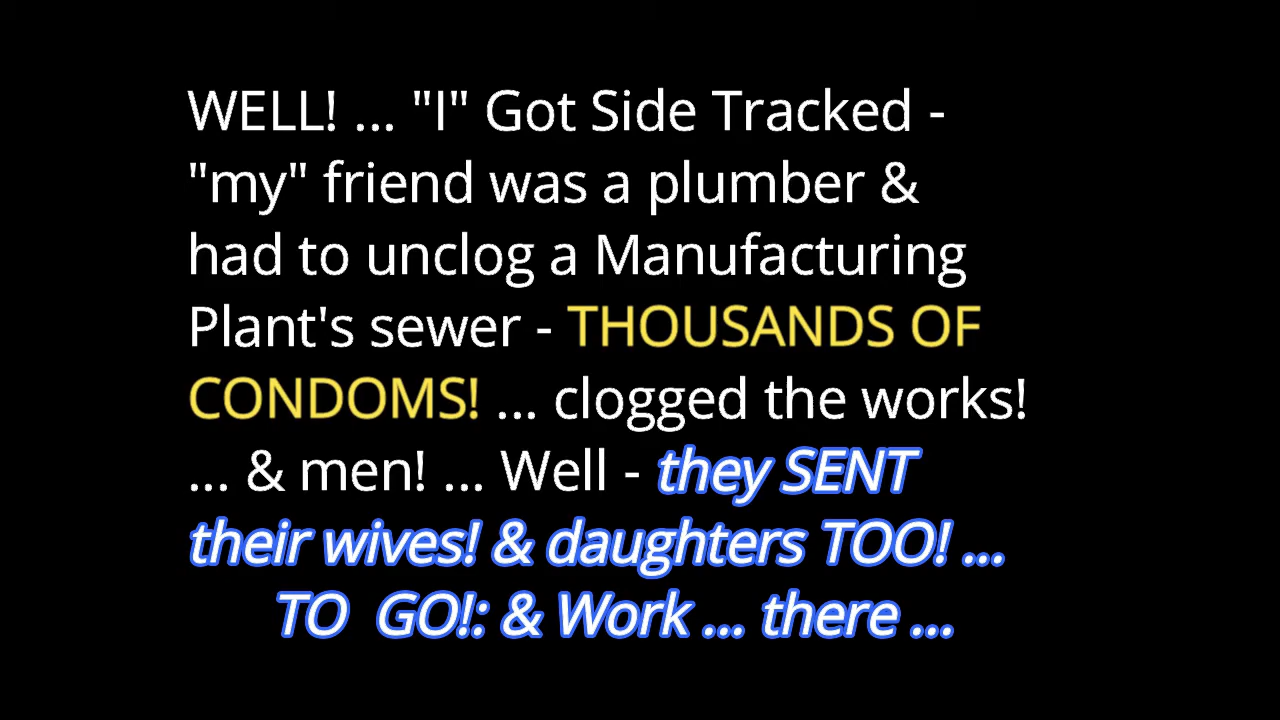 WELL! ... "I" Got Side Tracked -
"my" friend was a plumber &
had to unclog a Manufacturing
Plant's sewer - THOUSANDS OF
CONDOMS! ... clogged the works!
... & men! ... Well - they SENT
their wives! & daughters TOO! ...
TO  GO!: & Work ... there ...